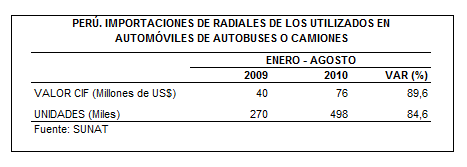 PERÚ. IMPORTACIONES DE RADIALES DE LOS UTILIZADOS EN
AUTOMÓVILES DE AUTOBUSES O CAMIONES
ENERO - AGOSTO
2009 2010 VAR (%)
VALOR CIF (Millones de US$) 40 76 89,6
UNIDADES (Miles) 270 498 84,6
Fuente: SUNAT